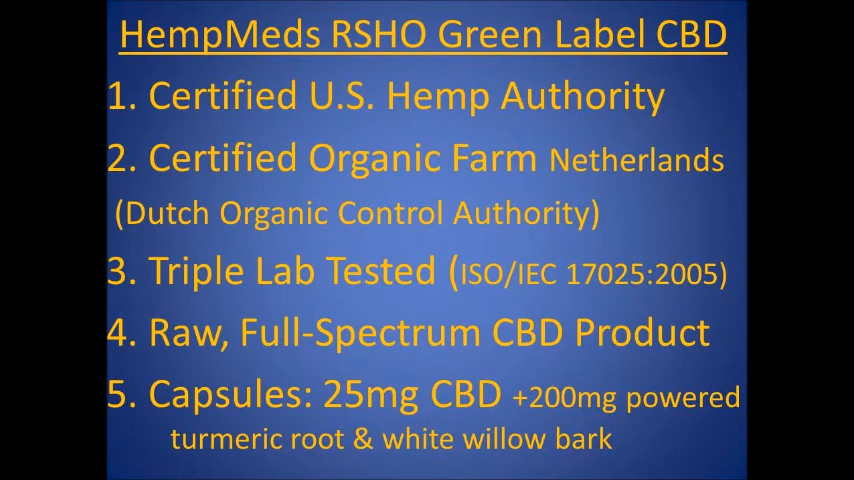 HempMeds RSHO Green Label CBD
1. Certified U.S. Hemp Authority
2. Certified Organic Farm Netherlands
(Dutch Organic Control Authority)
3. Triple Lab Tested (ISO/IEC 17025:2005)
4. Raw, Full-Spectrum CBD Product
5. Capsules: 25mg CBD +200mg powered
turmeric root & white willow bark